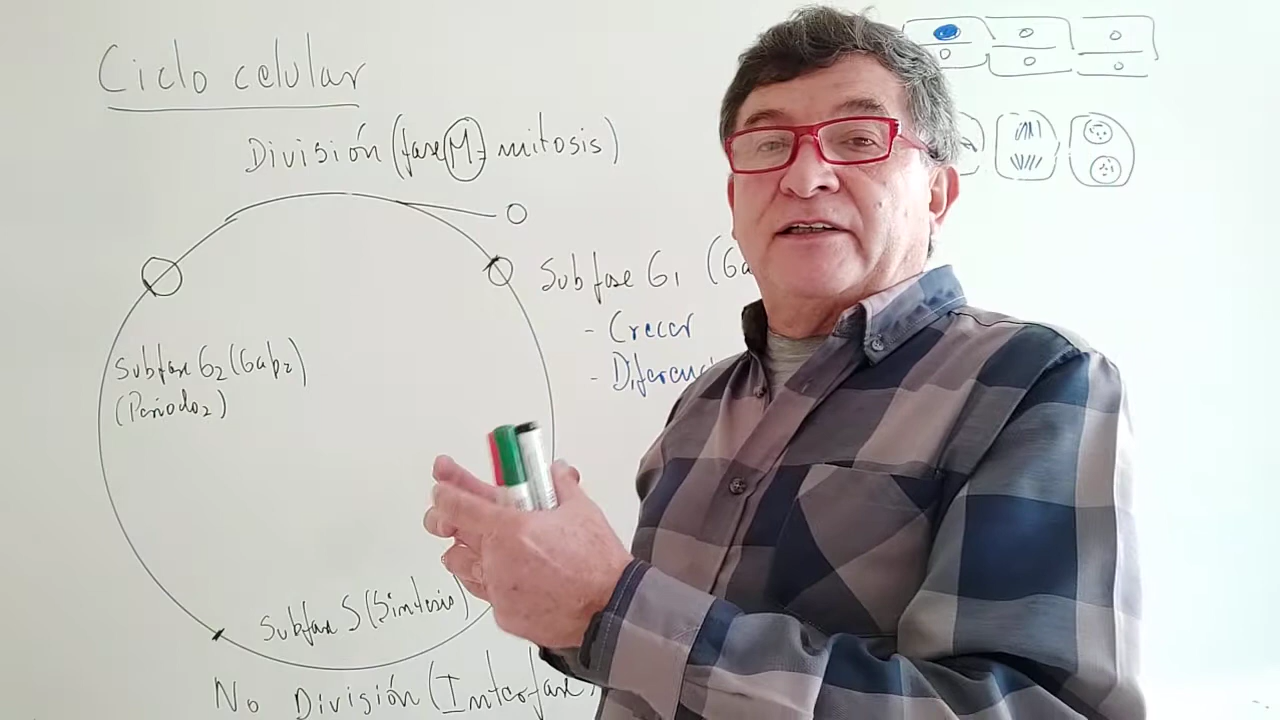 Ciclo celular
División (fase M = mitosis)
Subfase G1 (Ga
- Crecer
- Diferenci
Subfase G2 (Gap2)
(Periodo2)
Subfase S (Síntesis)
No División (Interfase)